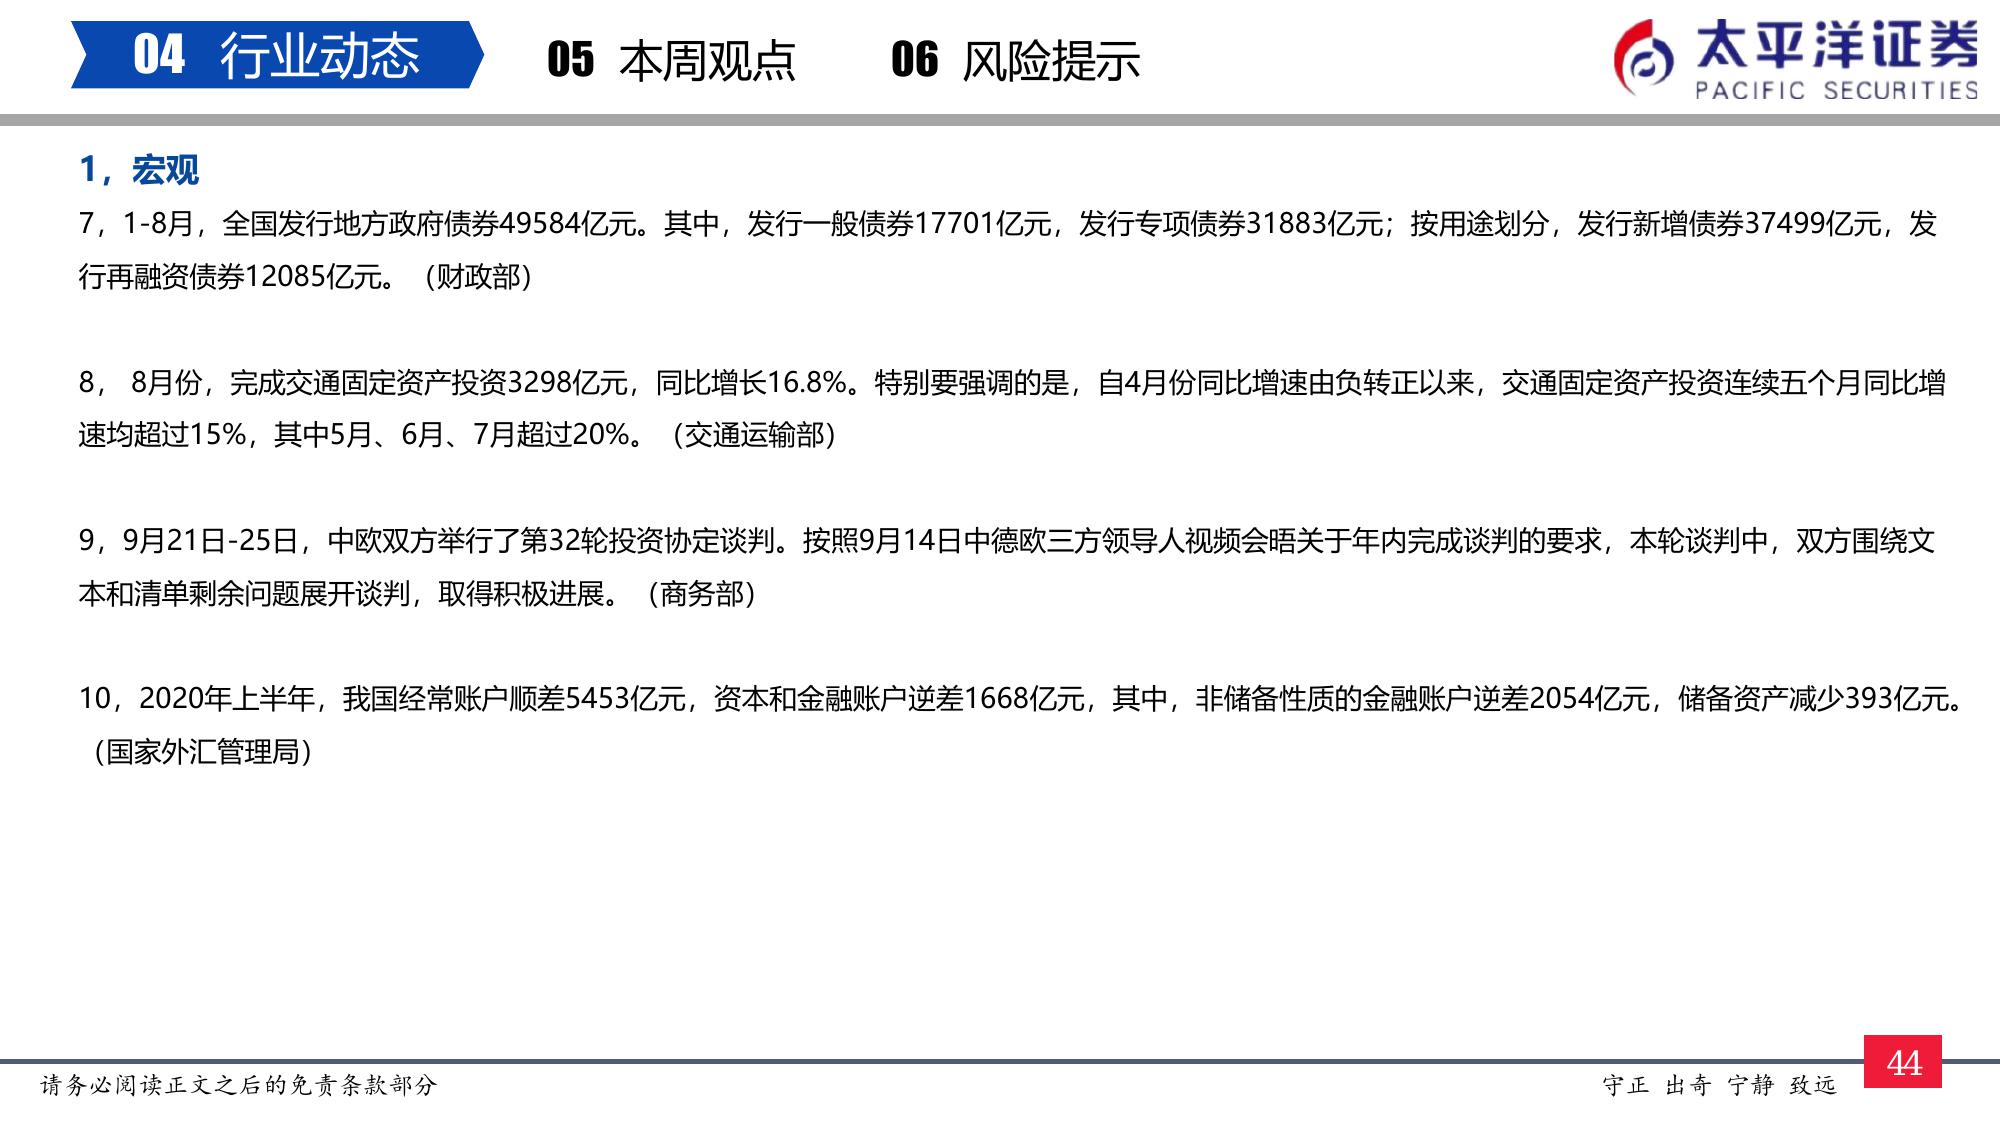 04 行业动态 05 本周观点 06 风险提示
太平洋证券
PACIFIC SECURITIES
1，宏观
7，1-8月，全国发行地方政府债券49584亿元。其中，发行一般债券17701亿元，发行专项债券31883亿元；按用途划分，发行新增债券37499亿元，发
行再融资债券12085亿元。（财政部）
8， 8月份，完成交通固定资产投资3298亿元，同比增长16.8%。特别要强调的是，自4月份同比增速由负转正以来，交通固定资产投资连续五个月同比增
速均超过15%，其中5月、6月、7月超过20%。（交通运输部）
9，9月21日-25日，中欧双方举行了第32轮投资协定谈判。按照9月14日中德欧三方领导人视频会晤关于年内完成谈判的要求，本轮谈判中，双方围绕文
本和清单剩余问题展开谈判，取得积极进展。（商务部）
10，2020年上半年，我国经常账户顺差5453亿元，资本和金融账户逆差1668亿元，其中，非储备性质的金融账户逆差2054亿元，储备资产减少393亿元。
（国家外汇管理局）
请务必阅读正文之后的免责条款部分
守正 出奇 宁静 致远
44